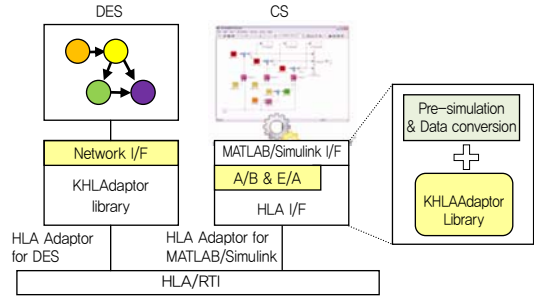 DES
CS
Network I/F
KHLAdaptor
library
MATLAB/Simulink I/F
A/B & E/A
HLA I/F
Pre-simulation
& Data conversion
KHLAAdaptor
Library
HLA Adaptor
for DES
HLA Adaptor for
MATLAB/Simulink
HLA/RTI